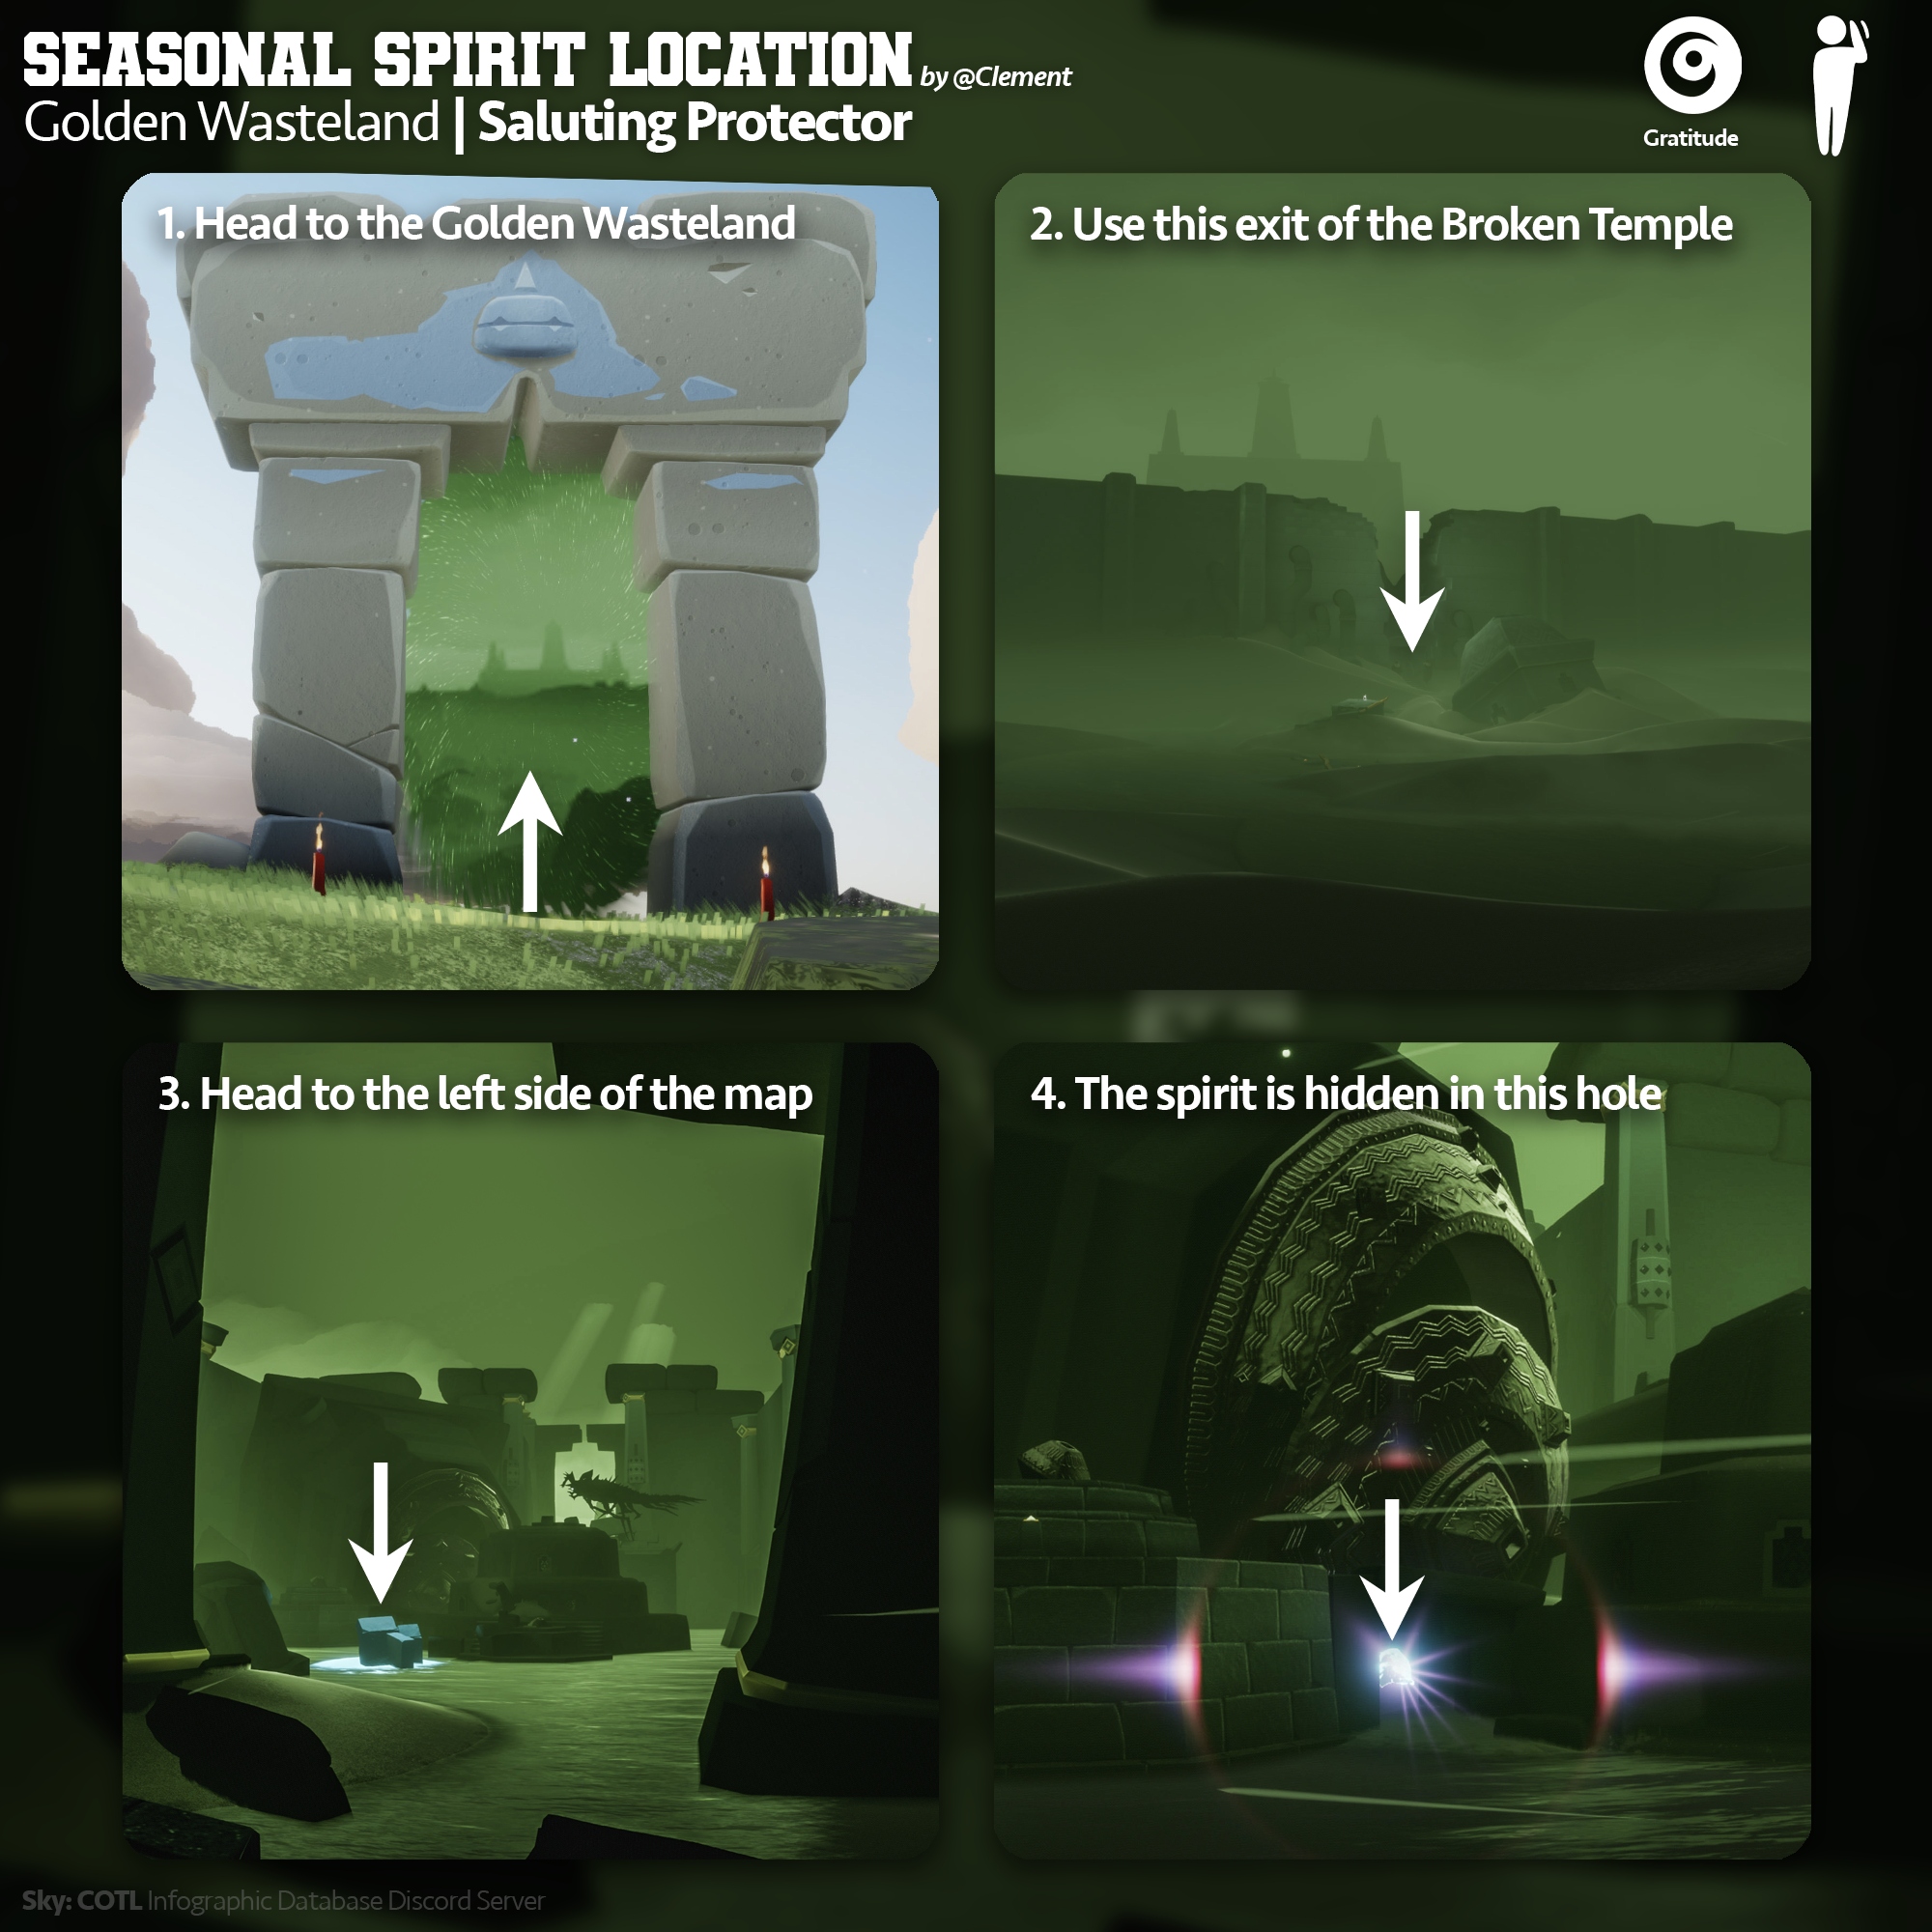 SEASONAL SPIRIT LOCATION by @Clement
Golden Wasteland | Saluting Protector
Gratitude
1. Head to the Golden Wasteland
2. Use this exit of the Broken Temple
3. Head to the left side of the map
4. The spirit is hidden in this hole
Sky: COTL Infographic Database Discord Server